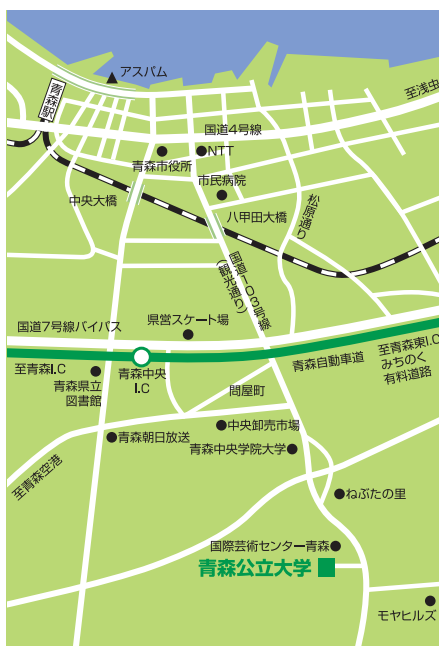 アスパム
青森駅
至浅虫
国道4号線
青森市役所
NTT
市民病院
中央大橋
八甲田大橋
松原通り
国道103号線
(観光通り)
国道7号線バイパス
県営スケート場
至青森I.C
青森県立
図書館
青森中央
I.C
青森自動車道
至青森東I.C
みちのく
有料道路
問屋町
中央卸売市場
青森朝日放送
青森中央学院大学
至青森空港
ねぶたの里
国際芸術センター青森
青森公立大学
モヤヒルズ